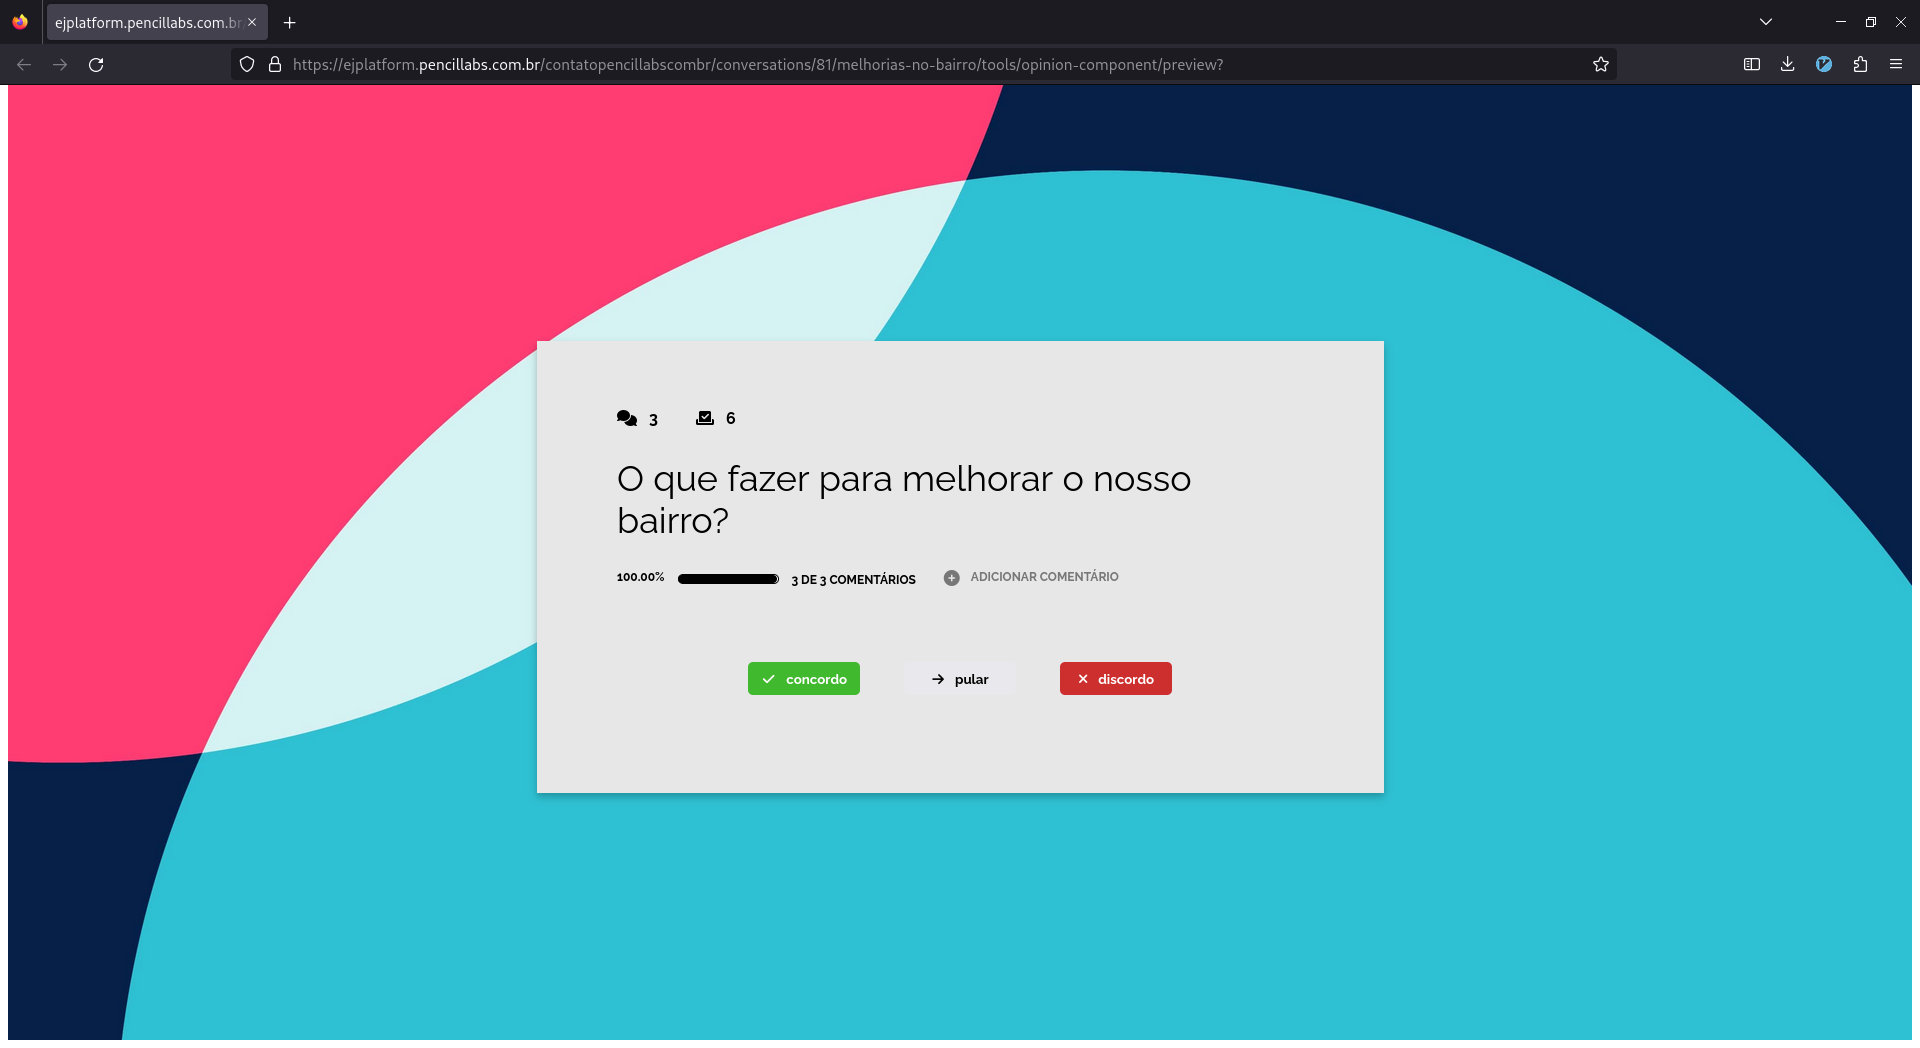 ejplatform.pencillabs.com.br
https://ejplatform.pencillabs.com.br/contatopencillabscombr/conversations/81/melhorias-no-bairro/tools/opinion-component/preview?
3 6
O que fazer para melhorar o nosso
bairro?
100.00% 3 DE 3 COMENTÁRIOS ADICIONAR COMENTÁRIO
concordo pular discordo